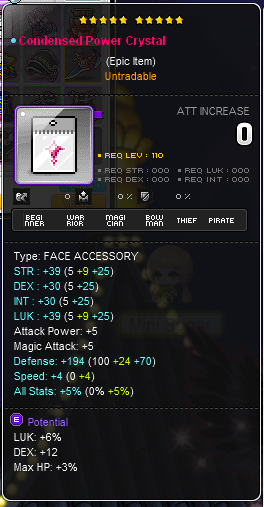 Condensed Power Crystal
(Epic Item)
Untradable
ATT INCREASE
0
REQ LEV : 110
REQ STR : 000
REQ LUK : 000
REQ DEX : 000
REQ INT : 000
0
0%
0
BEGINNER WARRIOR MAGICIAN BOWMAN THIEF PIRATE
Type: FACE ACCESSORY
STR : +39 (5 +9 +25)
DEX : +30 (5 +25)
INT : +30 (5 +25)
LUK : +39 (5 +9 +25)
Attack Power: +5
Magic Attack: +5
Defense: +194 (100 +24 +70)
Speed: +4 (0 +4)
All Stats: +5% (0% +5%)
E Potential
LUK: +6%
DEX: +12
Max HP: +3%